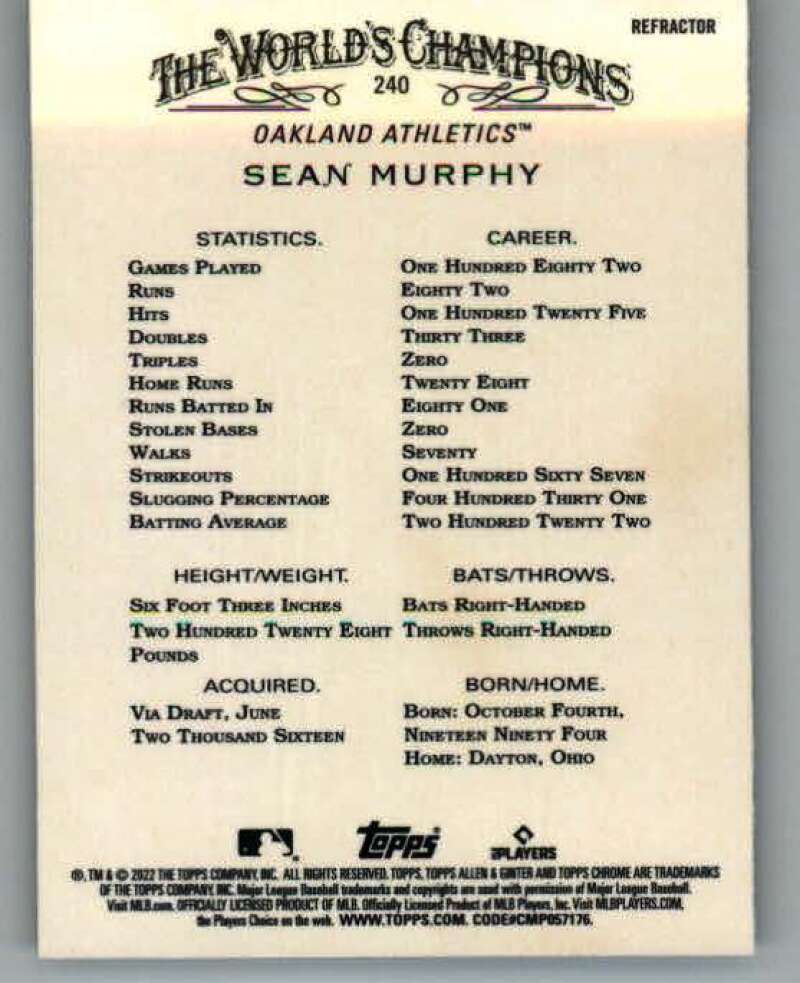 REFRACTOR
THE WORLD'S CHAMPIONS
240
OAKLAND ATHLETICS™
SEAN MURPHY
STATISTICS. CAREER.
GAMES PLAYED ONE HUNDRED EIGHTY TWO
RUNS EIGHTY TWO
HITS ONE HUNDRED TWENTY FIVE
DOUBLES THIRTY THREE
TRIPLES ZERO
HOME RUNS TWENTY EIGHT
RUNS BATTED IN EIGHTY ONE
STOLEN BASES ZERO
WALKS SEVENTY
STRIKEOUTS ONE HUNDRED SIXTY SEVEN
SLUGGING PERCENTAGE FOUR HUNDRED THIRTY ONE
BATTING AVERAGE TWO HUNDRED TWENTY TWO
HEIGHT/WEIGHT. BATS/THROWS.
SIX FOOT THREE INCHES BATS RIGHT-HANDED
TWO HUNDRED TWENTY EIGHT THROWS RIGHT-HANDED
POUNDS
ACQUIRED. BORN/HOME.
VIA DRAFT, JUNE BORN: OCTOBER FOURTH,
TWO THOUSAND SIXTEEN NINETEEN NINETY FOUR
HOME: DAYTON, OHIO
topps PLAYERS
®, TM & © 2022 THE TOPPS COMPANY, INC. ALL RIGHTS RESERVED. TOPPS, TOPPS ALLEN & GINTER AND TOPPS CHROME ARE TRADEMARKS
OF THE TOPPS COMPANY, INC. Major League Baseball trademarks and copyrights are used with permission of Major League Baseball.
Visit MLB.com. OFFICIALLY LICENSED PRODUCT OF MLB. Officially Licensed Product of MLB Players, Inc. Visit MLBPLAYERS.COM,
the Players Choice on the web. WWW.TOPPS.COM. CODE#CMP057176.